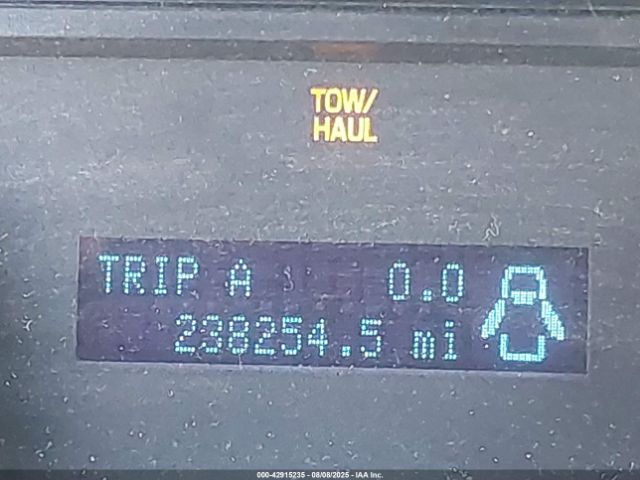 TOW/
HAUL
TRIP A 0.0
238254.5 mi
000-42915235 - 08/08/2025 - IAA Inc.